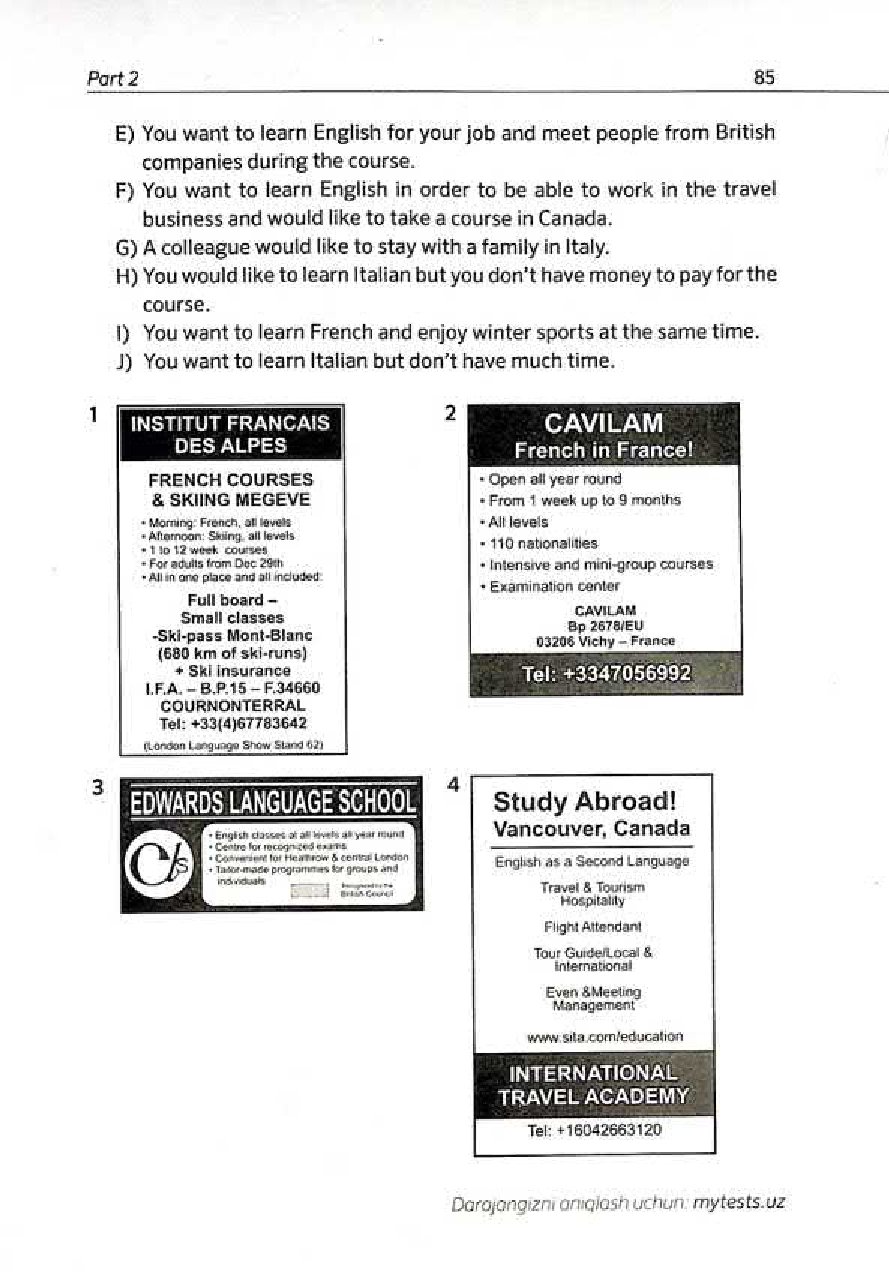 Part 2
85
E) You want to learn English for your job and meet people from British
companies during the course.
F) You want to learn English in order to be able to work in the travel
business and would like to take a course in Canada.
G) A colleague would like to stay with a family in Italy.
H) You would like to learn Italian but you don't have money to pay for the
course.
I) You want to learn French and enjoy winter sports at the same time.
J) You want to learn Italian but don't have much time.
1
INSTITUT FRANCAIS
DES ALPES
FRENCH COURSES
& SKIING MEGEVE
• Morning: French, all levels
• Afternoon: Skiing, all levels
• 1 to 12 week courses
• For adults from Dec 29th
• All in one place and all included:
Full board –
Small classes
-Ski-pass Mont-Blanc
(680 km of ski-runs)
+ Ski insurance
I.F.A. – B.P.15 – F.34660
COURNONTERRAL
Tel: +33(4)67783642
(London Language Show Stand 62)
2
CAVILAM
French in France!
• Open all year round
• From 1 week up to 9 months
• All levels
• 110 nationalities
• Intensive and mini-group courses
• Examination center
CAVILAM
Bp 2678/EU
03206 Vichy – France
Tel: +3347056992
3
EDWARDS LANGUAGE SCHOOL
• English classes at all levels all year round
• Centre for recognized exams
• Convenient for Heathrow & central London
• Tailor-made programmes for groups and
individuals
British Council
4
Study Abroad!
Vancouver, Canada
English as a Second Language
Travel & Tourism
Hospitality
Flight Attendant
Tour Guide/Local &
International
Even &Meeting
Management
www.sita.com/education
INTERNATIONAL
TRAVEL ACADEMY
Tel: +16042663120
Darajangizni aniqlash uchun: mytests.uz